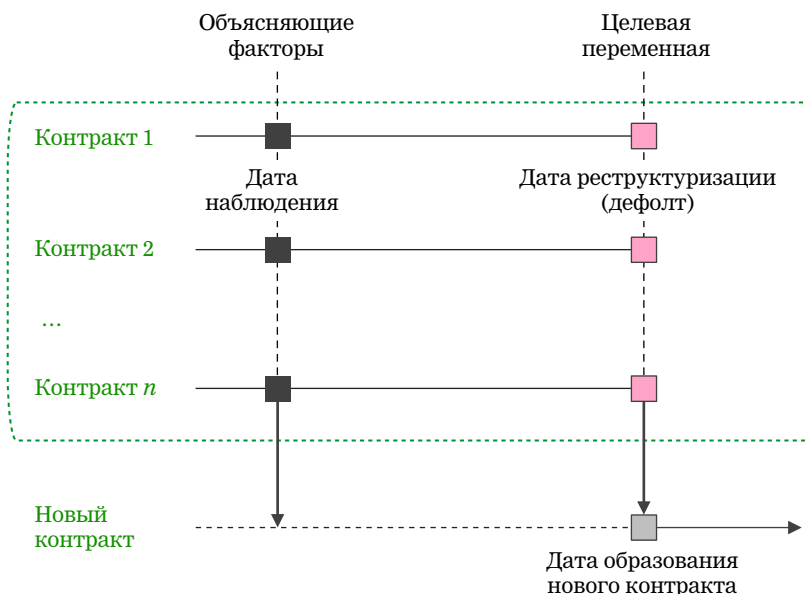 Объясняющие
факторы
Целевая
переменная
Контракт 1
Дата
наблюдения
Дата реструктуризации
(дефолт)
Контракт 2
...
Контракт n
Новый
контракт
Дата образования
нового контракта